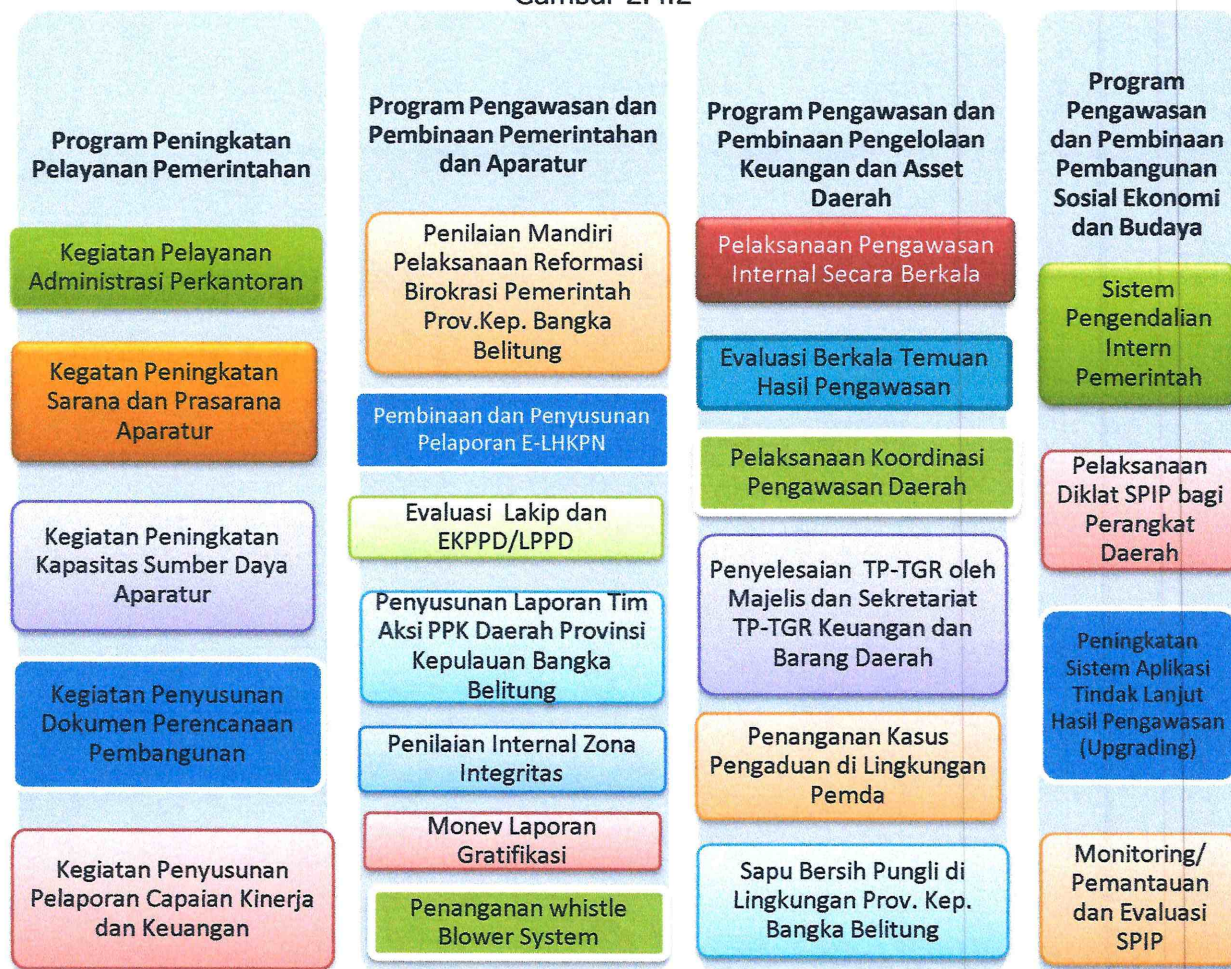 Gambar 2.4.2
Program Peningkatan
Pelayanan Pemerintahan
Kegiatan Pelayanan
Administrasi Perkantoran
Kegatan Peningkatan
Sarana dan Prasarana
Aparatur
Kegiatan Peningkatan
Kapasitas Sumber Daya
Aparatur
Kegiatan Penyusunan
Dokumen Perencanaan
Pembangunan
Kegiatan Penyusunan
Pelaporan Capaian Kinerja
dan Keuangan
Program Pengawasan dan
Pembinaan Pemerintahan
dan Aparatur
Penilaian Mandiri
Pelaksanaan Reformasi
Birokrasi Pemerintah
Prov.Kep. Bangka
Belitung
Pembinaan dan Penyusunan
Pelaporan E-LHKPN
Evaluasi Lakip dan
EKPPD/LPPD
Penyusunan Laporan Tim
Aksi PPK Daerah Provinsi
Kepulauan Bangka
Belitung
Penilaian Internal Zona
Integritas
Monev Laporan
Gratifikasi
Penanganan whistle
Blower System
Program Pengawasan dan
Pembinaan Pengelolaan
Keuangan dan Asset
Daerah
Pelaksanaan Pengawasan
Internal Secara Berkala
Evaluasi Berkala Temuan
Hasil Pengawasan
Pelaksanaan Koordinasi
Pengawasan Daerah
Penyelesaian TP-TGR oleh
Majelis dan Sekretariat
TP-TGR Keuangan dan
Barang Daerah
Penanganan Kasus
Pengaduan di Lingkungan
Pemda
Sapu Bersih Pungli di
Lingkungan Prov. Kep.
Bangka Belitung
Program
Pengawasan
dan Pembinaan
Pembangunan
Sosial Ekonomi
dan Budaya
Sistem
Pengendalian
Intern
Pemerintah
Pelaksanaan
Diklat SPIP bagi
Perangkat
Daerah
Peningkatan
Sistem Aplikasi
Tindak Lanjut
Hasil Pengawasan
(Upgrading)
Monitoring/
Pemantauan
dan Evaluasi
SPIP